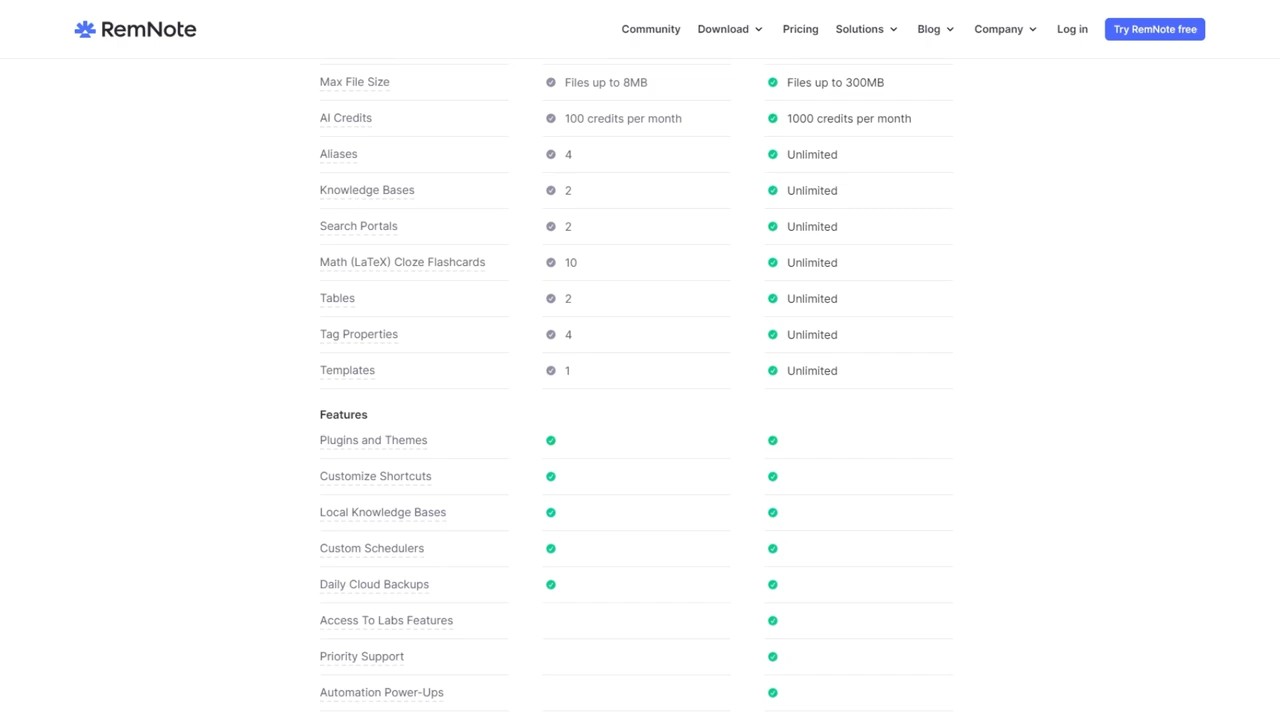 RemNote
Community Download Pricing Solutions Blog Company Log in Try RemNote free
Max File Size Files up to 8MB Files up to 300MB
AI Credits 100 credits per month 1000 credits per month
Aliases 4 Unlimited
Knowledge Bases 2 Unlimited
Search Portals 2 Unlimited
Math (LaTeX) Cloze Flashcards 10 Unlimited
Tables 2 Unlimited
Tag Properties 4 Unlimited
Templates 1 Unlimited
Features
Plugins and Themes
Customize Shortcuts
Local Knowledge Bases
Custom Schedulers
Daily Cloud Backups
Access To Labs Features
Priority Support
Automation Power-Ups